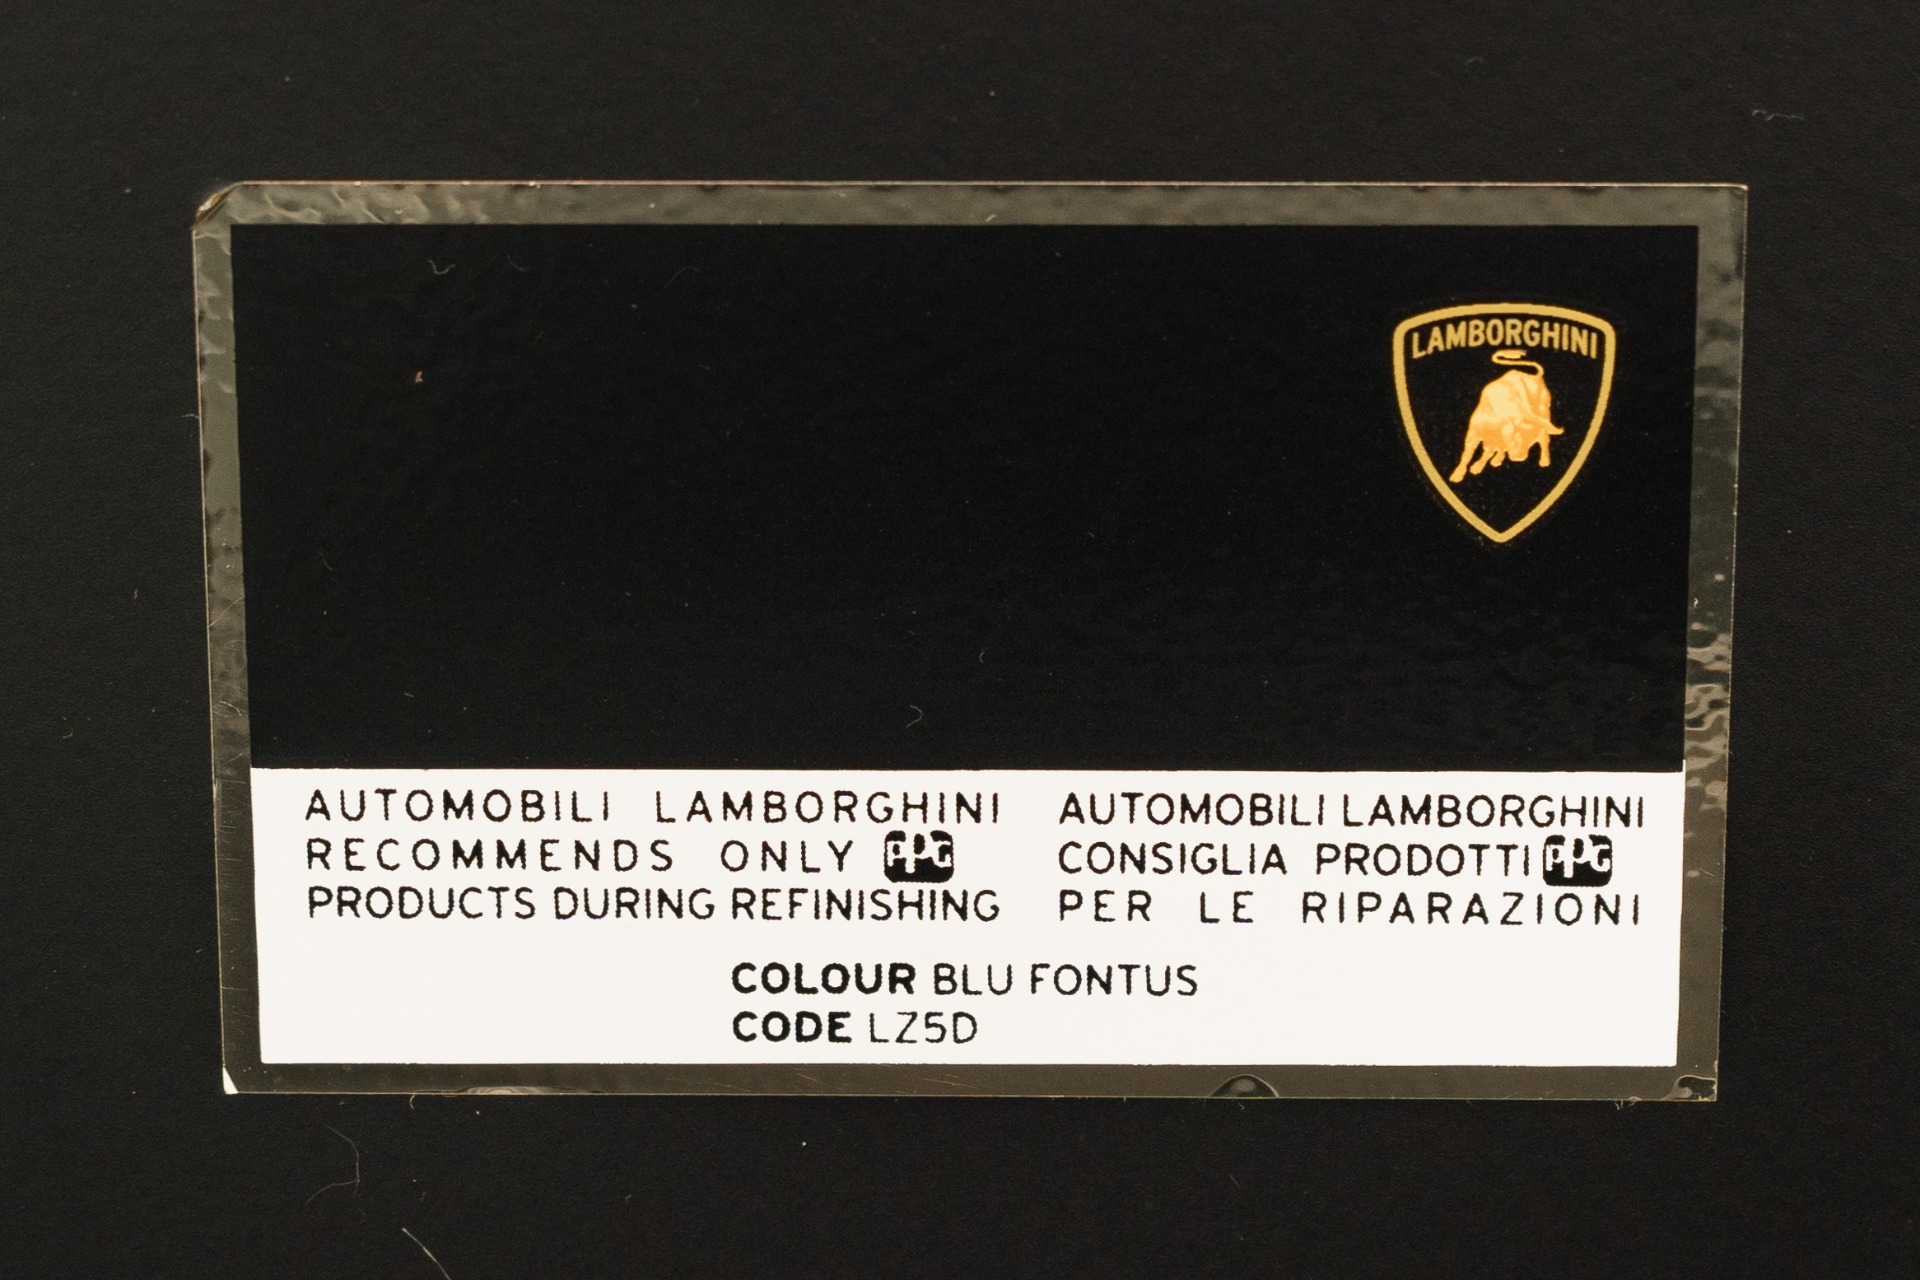 LAMBORGHINI
AUTOMOBILI LAMBORGHINI
RECOMMENDS ONLY PPG
PRODUCTS DURING REFINISHING
AUTOMOBILI LAMBORGHINI
CONSIGLIA PRODOTTI PPG
PER LE RIPARAZIONI
COLOUR BLU FONTUS
CODE LZ5D